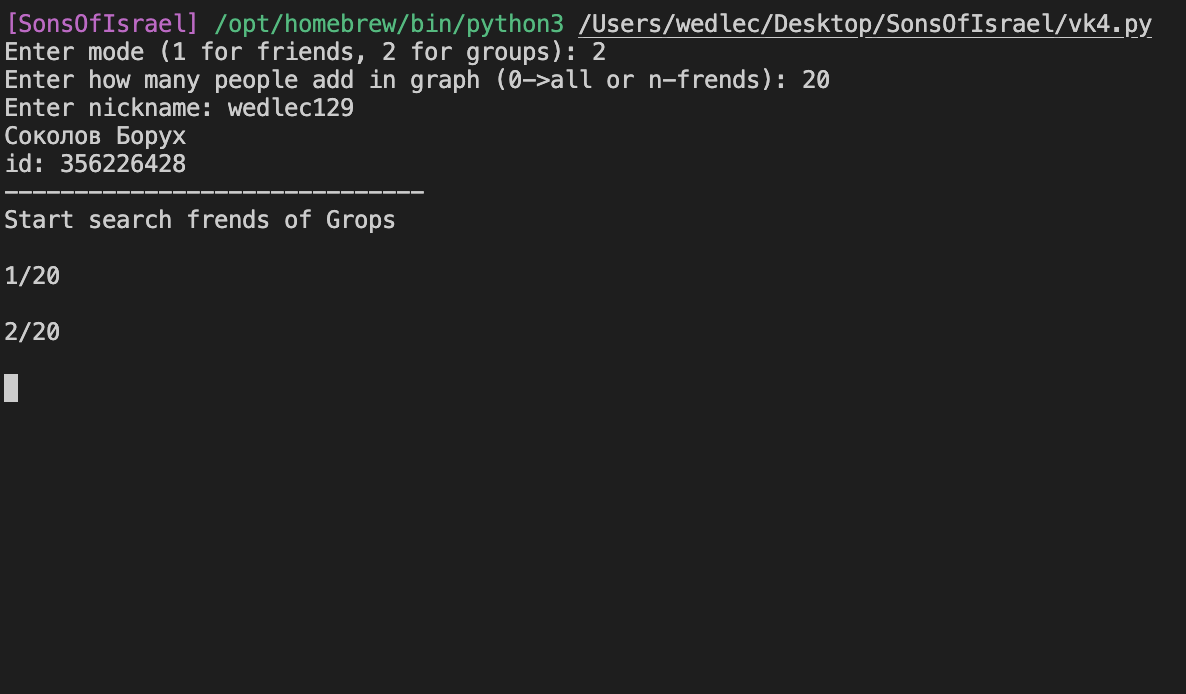 [SonsOfIsrael] /opt/homebrew/bin/python3 /Users/wedlec/Desktop/SonsOfIsrael/vk4.py
Enter mode (1 for friends, 2 for groups): 2
Enter how many people add in graph (0->all or n-frends): 20
Enter nickname: wedlec129
Соколов Борух
id: 356226428
------------------------------
Start search frends of Grops
1/20
2/20